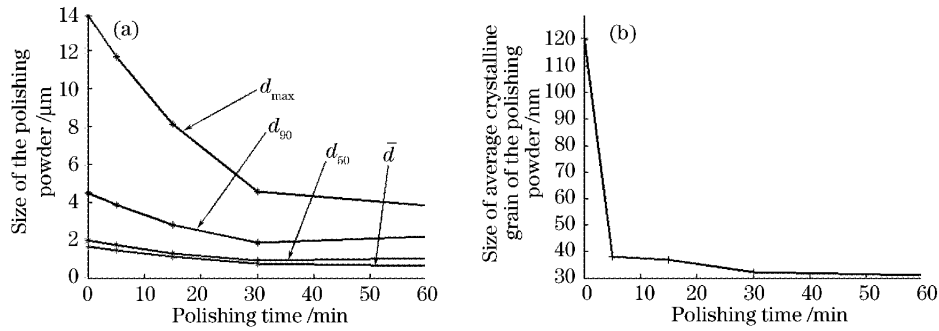 (a)
Size of the polishing
powder /μm
14
12
10
8
6
4
2
0
d_max
d_90
d_50
d̄
0 10 20 30 40 50 60
Polishing time /min
(b)
Size of average crystalline
grain of the polishing
powder /nm
120
110
100
90
80
70
60
50
40
30
0 10 20 30 40 50 60
Polishing time /min